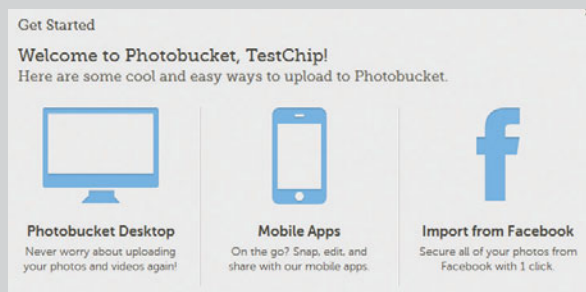 Get Started
Welcome to Photobucket, TestChip!
Here are some cool and easy ways to upload to Photobucket.
Photobucket Desktop
Never worry about uploading
your photos and videos again!
Mobile Apps
On the go? Snap, edit, and
share with our mobile apps.
Import from Facebook
Secure all of your photos from
Facebook with 1 click.